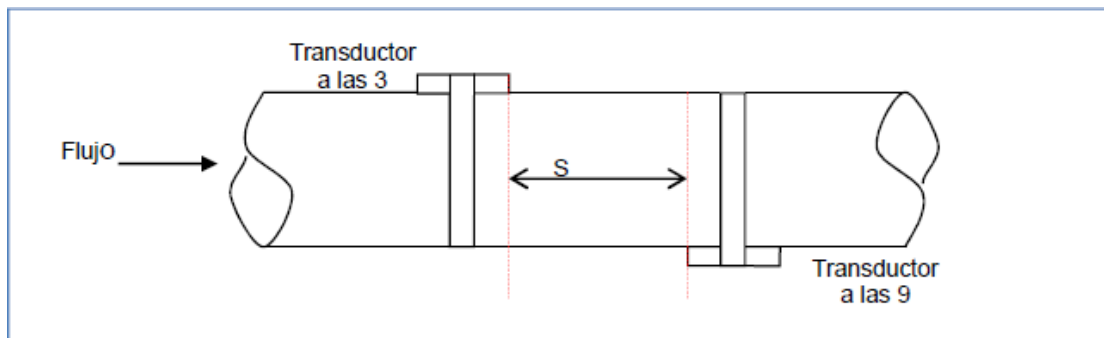 Transductor
a las 3
Flujo
S
Transductor
a las 9